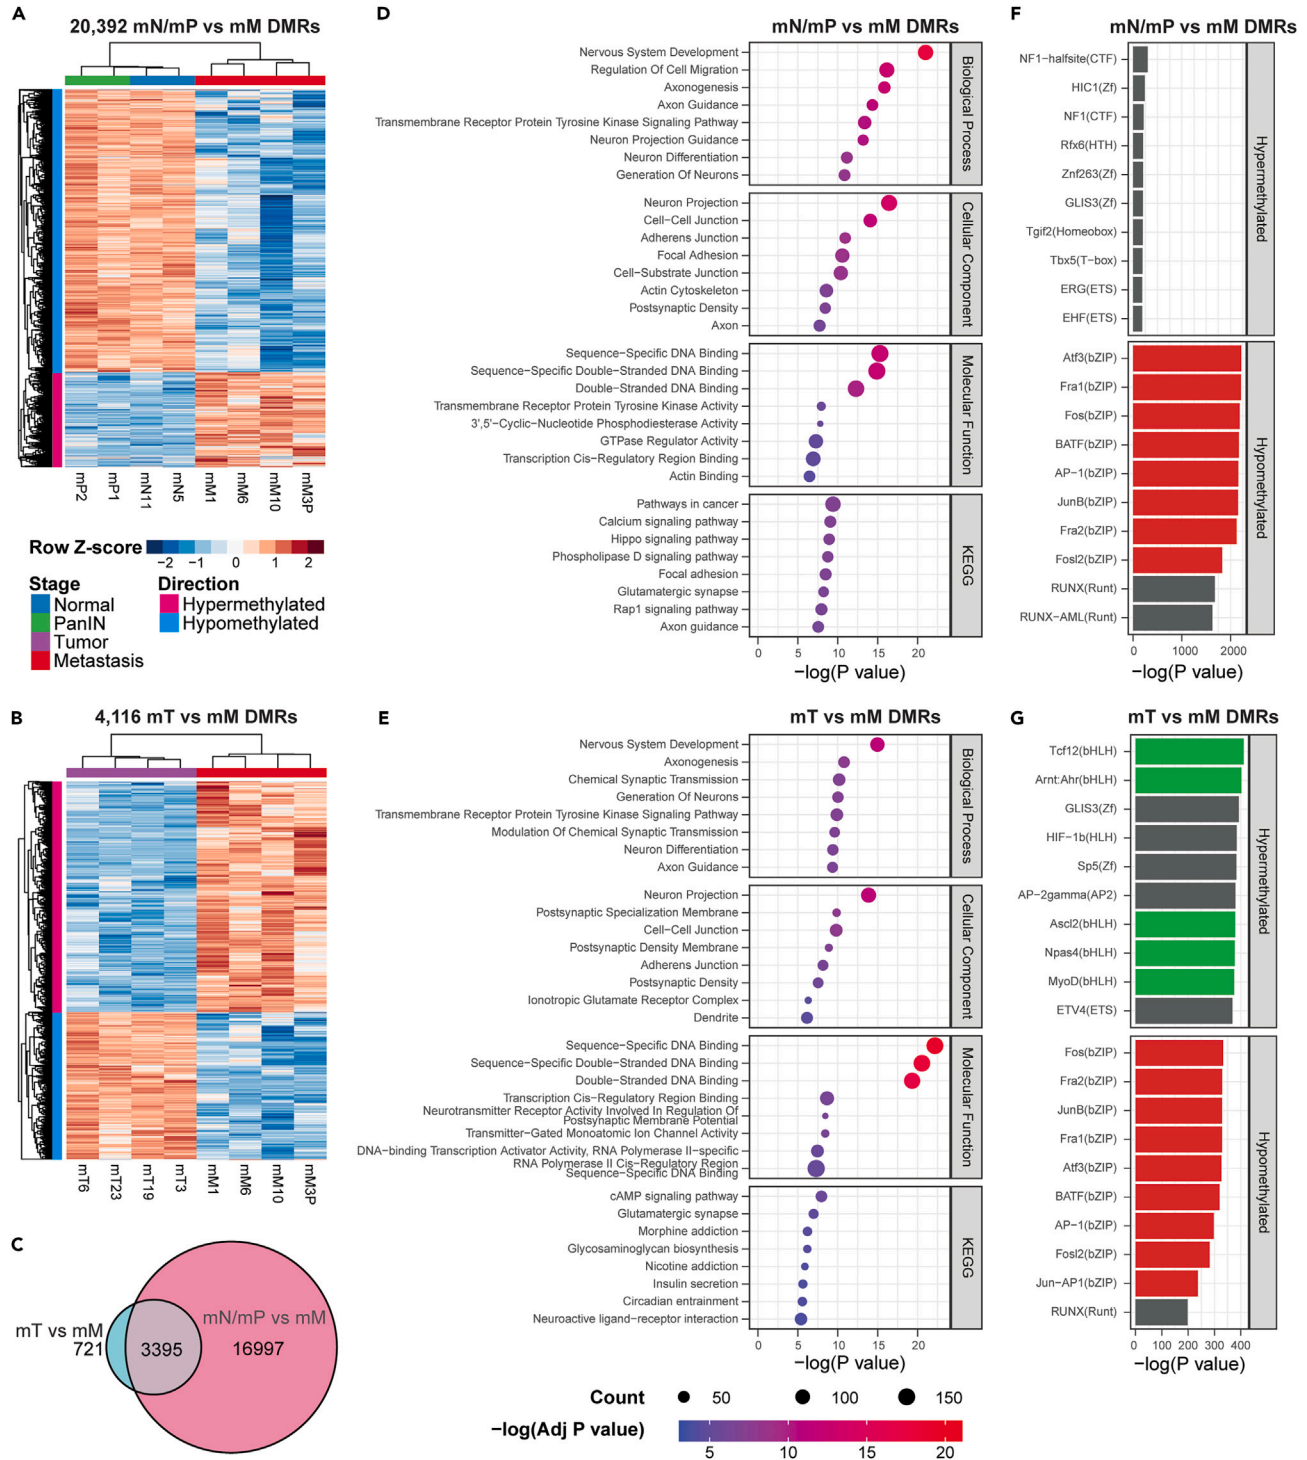 A
20,392 mN/mP vs mM DMRs
mP2
mP1
mN11
mN5
mM1
mM6
mM10
mM3P
Row Z-score
−2 −1 0 1 2
Stage
Normal
PanIN
Tumor
Metastasis
Direction
Hypermethylated
Hypomethylated
B
4,116 mT vs mM DMRs
mT6
mT23
mT19
mT3
mM1
mM6
mM10
mM3P
C
mT vs mM
721
3395
mN/mP vs mM
16997
D
mN/mP vs mM DMRs
Nervous System Development
Regulation Of Cell Migration
Axonogenesis
Axon Guidance
Transmembrane Receptor Protein Tyrosine Kinase Signaling Pathway
Neuron Projection Guidance
Neuron Differentiation
Generation Of Neurons
Biological Process
Neuron Projection
Cell−Cell Junction
Adherens Junction
Focal Adhesion
Cell−Substrate Junction
Actin Cytoskeleton
Postsynaptic Density
Axon
Cellular Component
Sequence−Specific DNA Binding
Sequence−Specific Double−Stranded DNA Binding
Double−Stranded DNA Binding
Transmembrane Receptor Protein Tyrosine Kinase Activity
3',5'−Cyclic−Nucleotide Phosphodiesterase Activity
GTPase Regulator Activity
Transcription Cis−Regulatory Region Binding
Actin Binding
Molecular Function
Pathways in cancer
Calcium signaling pathway
Hippo signaling pathway
Phospholipase D signaling pathway
Focal adhesion
Glutamatergic synapse
Rap1 signaling pathway
Axon guidance
KEGG
0 5 10 15 20
−log(P value)
E
mT vs mM DMRs
Nervous System Development
Axonogenesis
Chemical Synaptic Transmission
Generation Of Neurons
Transmembrane Receptor Protein Tyrosine Kinase Signaling Pathway
Modulation Of Chemical Synaptic Transmission
Neuron Differentiation
Axon Guidance
Biological Process
Neuron Projection
Postsynaptic Specialization Membrane
Cell−Cell Junction
Postsynaptic Density Membrane
Adherens Junction
Postsynaptic Density
Ionotropic Glutamate Receptor Complex
Dendrite
Cellular Component
Sequence−Specific DNA Binding
Sequence−Specific Double−Stranded DNA Binding
Double−Stranded DNA Binding
Transcription Cis−Regulatory Region Binding
Neurotransmitter Receptor Activity Involved In Regulation Of
Postsynaptic Membrane Potential
Transmitter−Gated Monoatomic Ion Channel Activity
DNA−binding Transcription Activator Activity, RNA Polymerase II−specific
RNA Polymerase II Cis−Regulatory Region
Sequence−Specific DNA Binding
Molecular Function
cAMP signaling pathway
Glutamatergic synapse
Morphine addiction
Glycosaminoglycan biosynthesis
Nicotine addiction
Insulin secretion
Circadian entrainment
Neuroactive ligand−receptor interaction
KEGG
0 5 10 15 20
−log(P value)
Count
50 100 150
−log(Adj P value)
5 10 15 20
F
mN/mP vs mM DMRs
NF1−halfsite(CTF)
HIC1(Zf)
NF1(CTF)
Rfx6(HTH)
Znf263(Zf)
GLIS3(Zf)
Tgif2(Homeobox)
Tbx5(T−box)
ERG(ETS)
EHF(ETS)
Hypermethylated
Atf3(bZIP)
Fra1(bZIP)
Fos(bZIP)
BATF(bZIP)
AP−1(bZIP)
JunB(bZIP)
Fra2(bZIP)
Fosl2(bZIP)
RUNX(Runt)
RUNX−AML(Runt)
Hypomethylated
0 1000 2000
−log(P value)
G
mT vs mM DMRs
Tcf12(bHLH)
Arnt:Ahr(bHLH)
GLIS3(Zf)
HIF−1b(HLH)
Sp5(Zf)
AP−2gamma(AP2)
Ascl2(bHLH)
Npas4(bHLH)
MyoD(bHLH)
ETV4(ETS)
Hypermethylated
Fos(bZIP)
Fra2(bZIP)
JunB(bZIP)
Fra1(bZIP)
Atf3(bZIP)
BATF(bZIP)
AP−1(bZIP)
Fosl2(bZIP)
Jun−AP1(bZIP)
RUNX(Runt)
Hypomethylated
0 100 200 300 400
−log(P value)